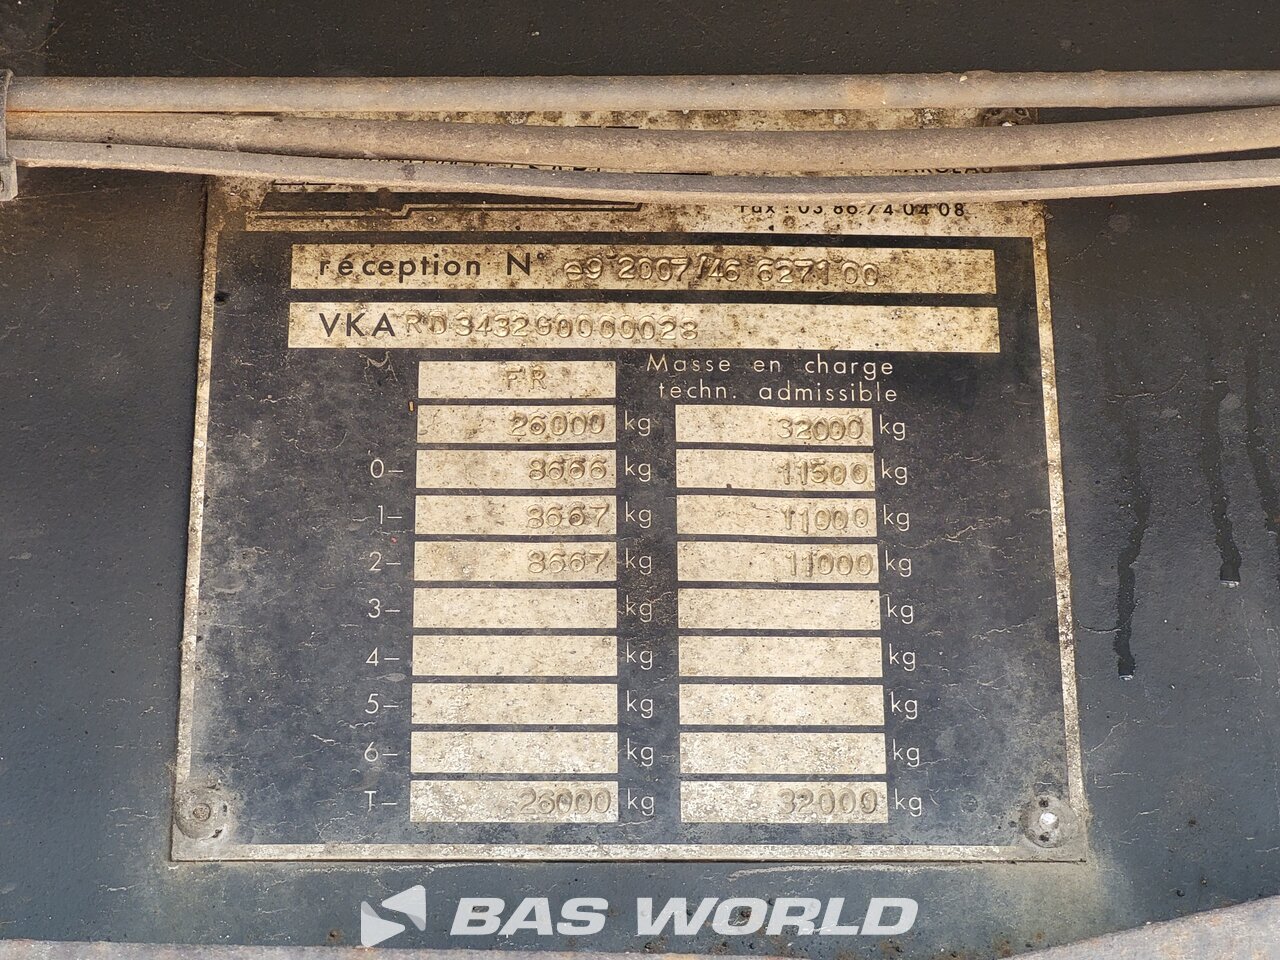 Fax : 03 86 74 04 08
réception N° e9*2007/46*6271*00
VKA RD34329G000023
FR
Masse en charge
techn. admissible
26000 kg 32000 kg
0- 8666 kg 11500 kg
1- 8667 kg 11000 kg
2- 8667 kg 11000 kg
3- kg kg
4- kg kg
5- kg kg
6- kg kg
T- 26000 kg 32000 kg
BAS WORLD